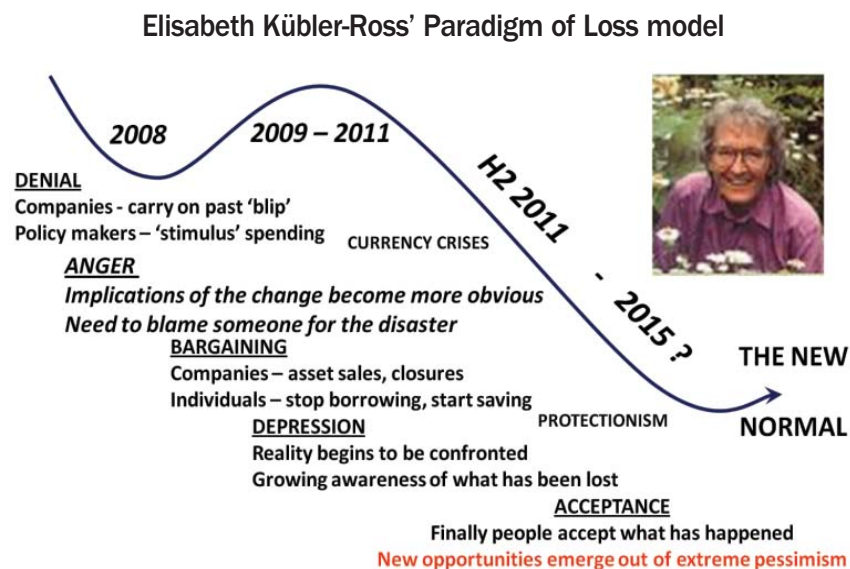 Elisabeth Kübler-Ross’ Paradigm of Loss model
2008
2009 – 2011
H2 2011 - 2015 ?
DENIAL
Companies - carry on past ‘blip’
Policy makers – ‘stimulus’ spending
CURRENCY CRISES
ANGER
Implications of the change become more obvious
Need to blame someone for the disaster
BARGAINING
Companies – asset sales, closures
Individuals – stop borrowing, start saving
THE NEW
NORMAL
PROTECTIONISM
DEPRESSION
Reality begins to be confronted
Growing awareness of what has been lost
ACCEPTANCE
Finally people accept what has happened
New opportunities emerge out of extreme pessimism